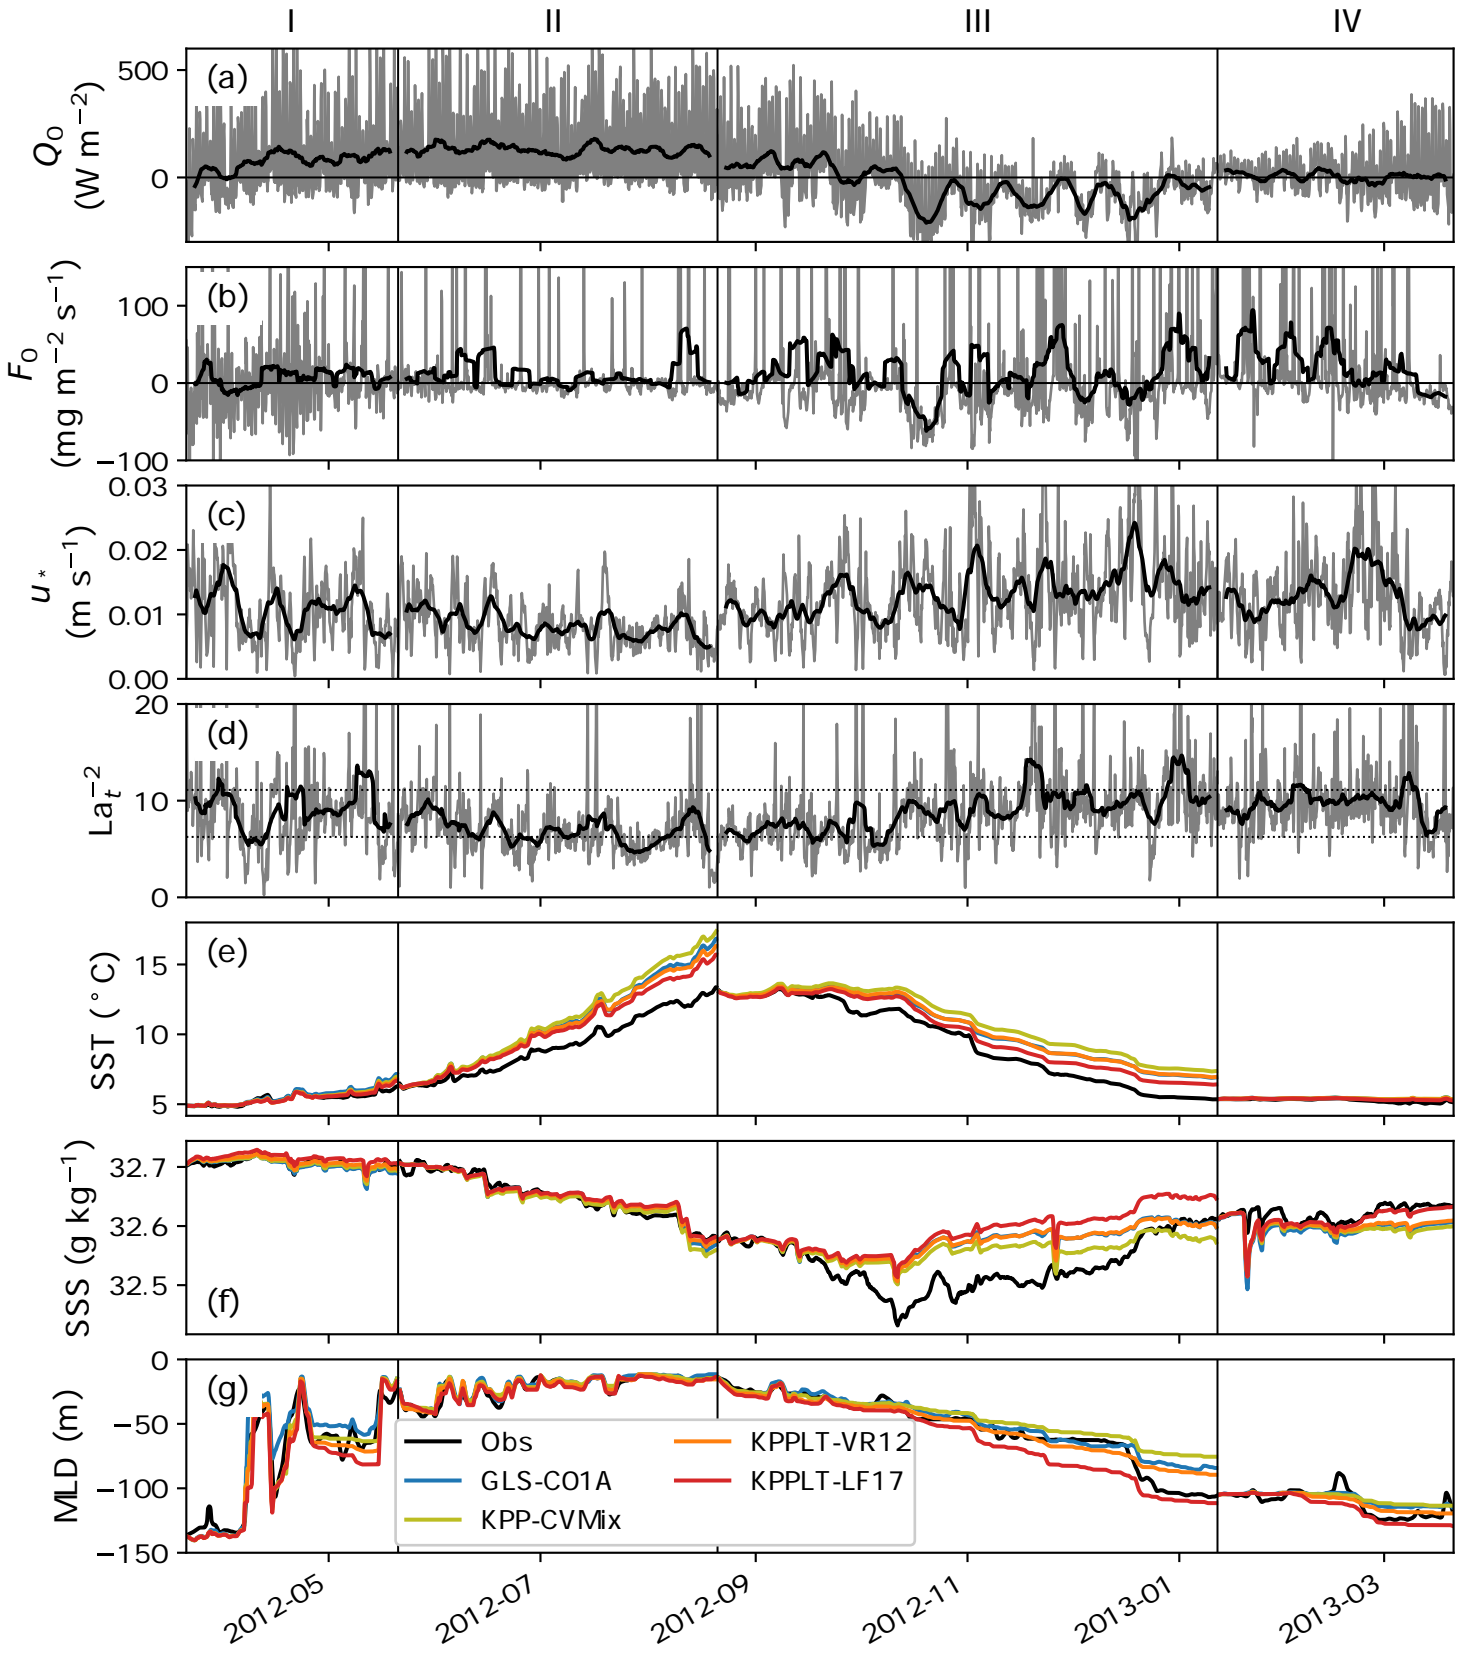 I II III IV
(a)
500
0
Q0
(W m−2)
(b)
100
0
−100
F0
(mg m−2 s−1)
(c)
0.03
0.02
0.01
0.00
u*
(m s−1)
(d)
20
10
0
La_t^−2
(e)
15
10
5
SST (°C)
(f)
32.7
32.6
32.5
SSS (g kg−1)
(g)
0
−50
−100
−150
MLD (m)
Obs
GLS-C01A
KPP-CVMix
KPPLT-VR12
KPPLT-LF17
2012-05 2012-07 2012-09 2012-11 2013-01 2013-03